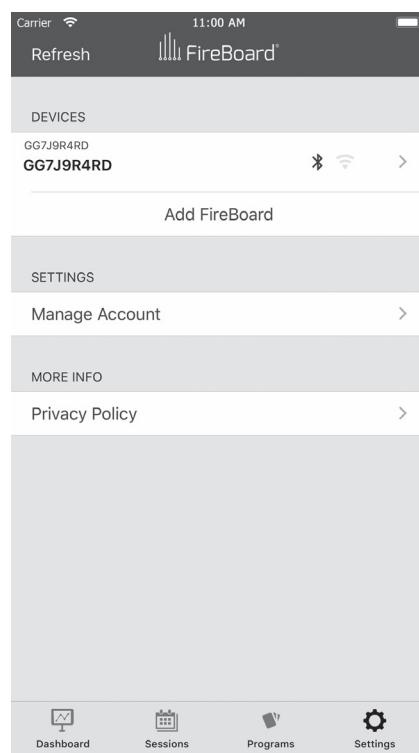 Carrier 11:00 AM
Refresh FireBoard®
DEVICES
GG7J9R4RD
GG7J9R4RD
Add FireBoard
SETTINGS
Manage Account
MORE INFO
Privacy Policy
Dashboard Sessions Programs Settings